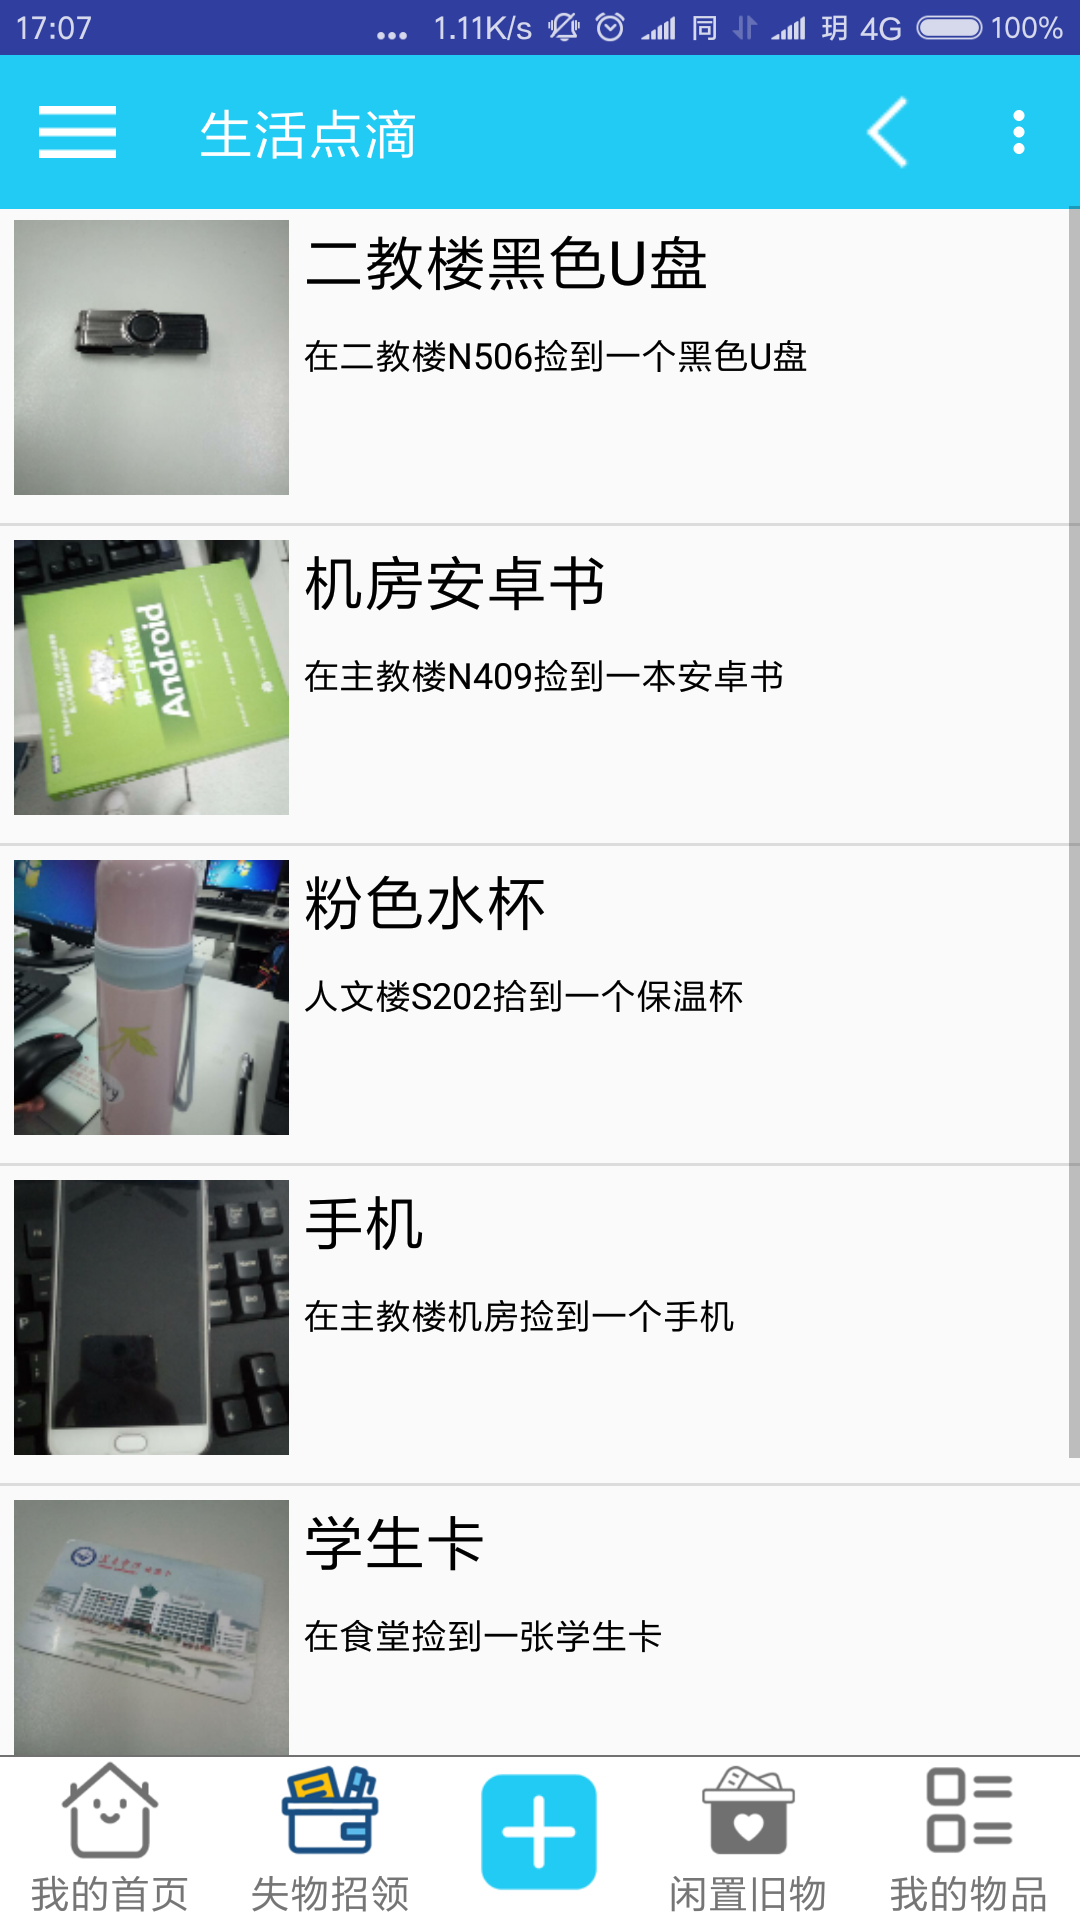 17:07 ... 1.11K/s 同 玥 4G 100%
生活点滴
二教楼黑色U盘
在二教楼N506捡到一个黑色U盘
机房安卓书
在主教楼N409捡到一本安卓书
第一行代码
Android
粉色水杯
人文楼S202拾到一个保温杯
手机
在主教楼机房捡到一个手机
学生卡
在食堂捡到一张学生卡
我的首页 失物招领 闲置旧物 我的物品